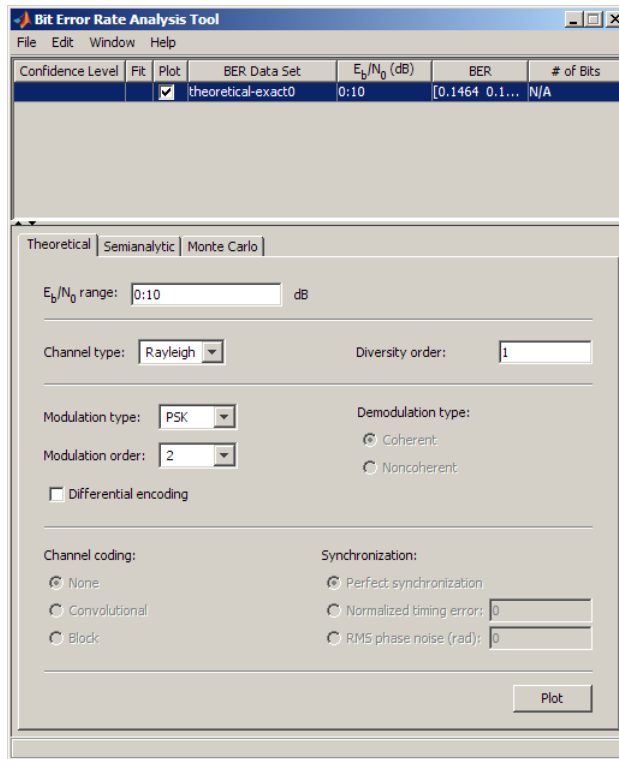 Bit Error Rate Analysis Tool
File Edit Window Help
Confidence Level Fit Plot BER Data Set Eb/N0 (dB) BER # of Bits
theoretical-exact0 0:10 [0.1464 0.1... N/A
Theoretical Semianalytic Monte Carlo
Eb/N0 range: 0:10 dB
Channel type: Rayleigh Diversity order: 1
Modulation type: PSK Demodulation type:
Coherent
Modulation order: 2
Noncoherent
Differential encoding
Channel coding: Synchronization:
None Perfect synchronization
Convolutional Normalized timing error: 0
Block RMS phase noise (rad): 0
Plot